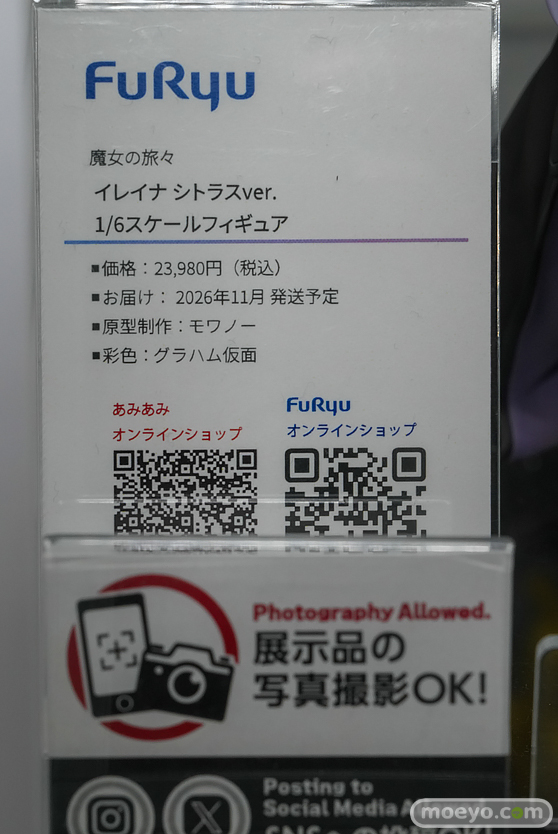 FuRyu
魔女の旅々
イレイナ シトラスver.
1/6スケールフィギュア
■価格：23,980円（税込）
■お届け： 2026年11月 発送予定
■原型制作：モワノー
■彩色：グラハム仮面
あみあみ
オンラインショップ
FuRyu
オンラインショップ
Photography Allowed.
展示品の
写真撮影OK!
Posting to
Social Media
moeyo.com